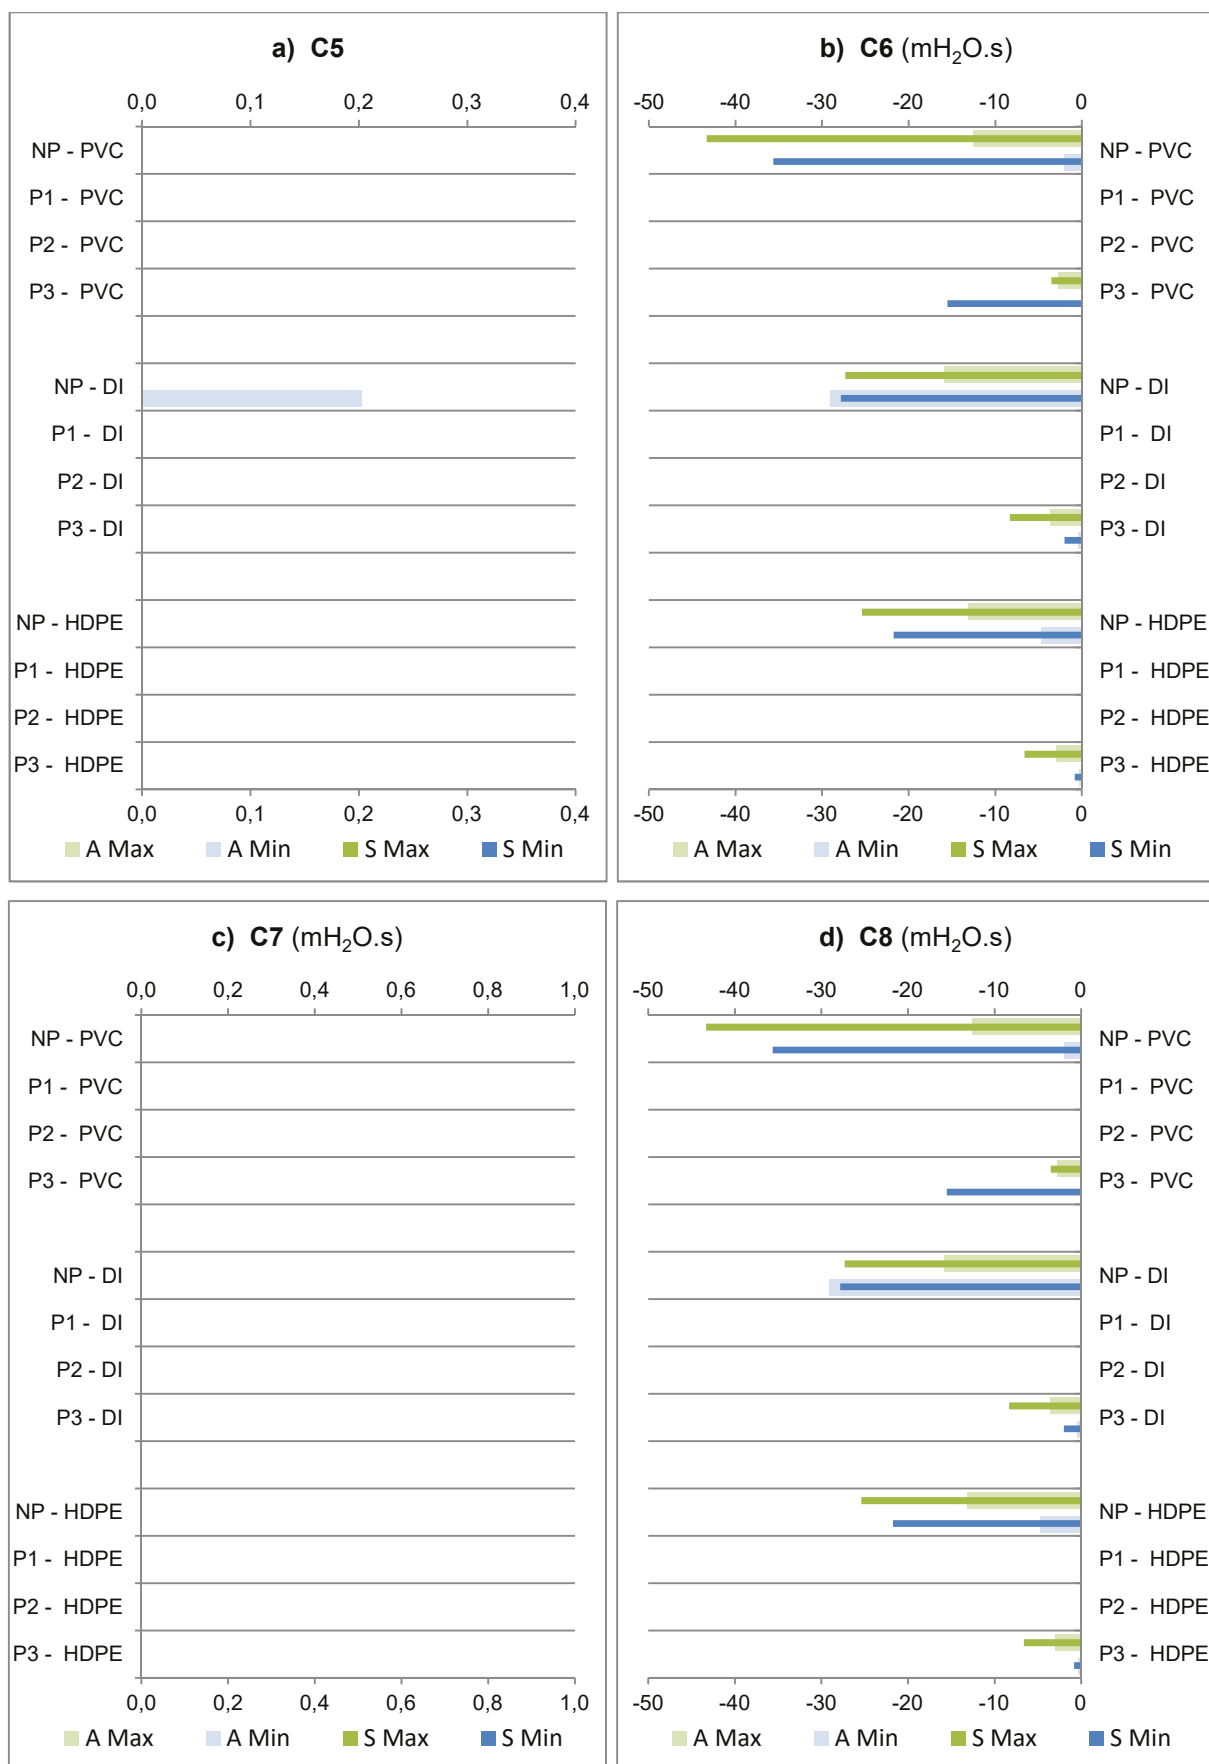 a) C5
0,0 0,1 0,2 0,3 0,4
NP - PVC
P1 - PVC
P2 - PVC
P3 - PVC
NP - DI
P1 - DI
P2 - DI
P3 - DI
NP - HDPE
P1 - HDPE
P2 - HDPE
P3 - HDPE
0,0 0,1 0,2 0,3 0,4
A Max A Min S Max S Min
b) C6 (mH₂O.s)
-50 -40 -30 -20 -10 0
NP - PVC
P1 - PVC
P2 - PVC
P3 - PVC
NP - DI
P1 - DI
P2 - DI
P3 - DI
NP - HDPE
P1 - HDPE
P2 - HDPE
P3 - HDPE
-50 -40 -30 -20 -10 0
A Max A Min S Max S Min
c) C7 (mH₂O.s)
0,0 0,2 0,4 0,6 0,8 1,0
NP - PVC
P1 - PVC
P2 - PVC
P3 - PVC
NP - DI
P1 - DI
P2 - DI
P3 - DI
NP - HDPE
P1 - HDPE
P2 - HDPE
P3 - HDPE
0,0 0,2 0,4 0,6 0,8 1,0
A Max A Min S Max S Min
d) C8 (mH₂O.s)
-50 -40 -30 -20 -10 0
NP - PVC
P1 - PVC
P2 - PVC
P3 - PVC
NP - DI
P1 - DI
P2 - DI
P3 - DI
NP - HDPE
P1 - HDPE
P2 - HDPE
P3 - HDPE
-50 -40 -30 -20 -10 0
A Max A Min S Max S Min